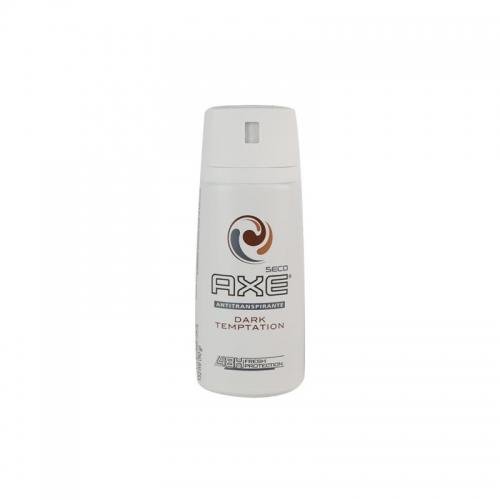 SECO
AXE
ANTITRANSPIRANTE
DARK
TEMPTATION
48H FRESH
PROTECTION